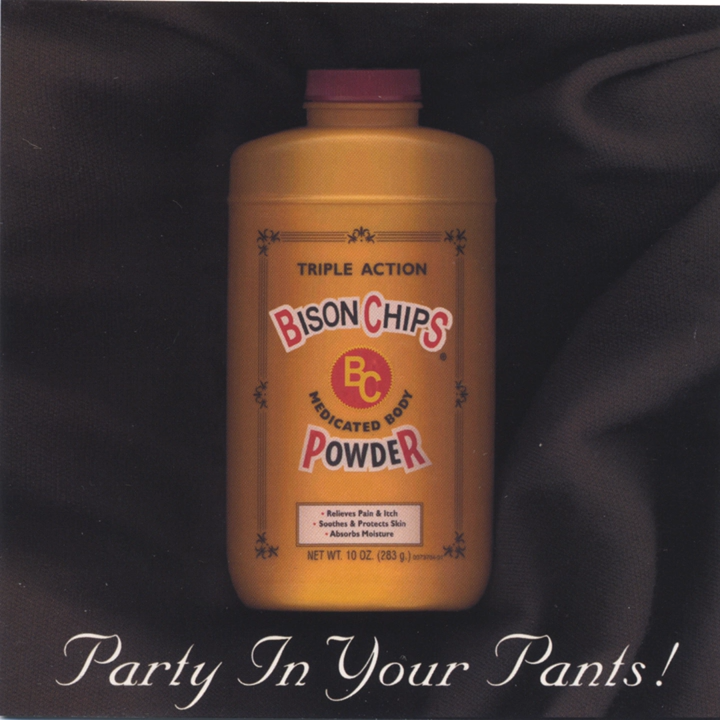 TRIPLE ACTION
BISON CHIPS
®
BC
MEDICATED BODY
POWDER
• Relieves Pain & Itch
• Soothes & Protects Skin
• Absorbs Moisture
NET WT. 10 OZ. (283 g.)
Party In Your Pants!